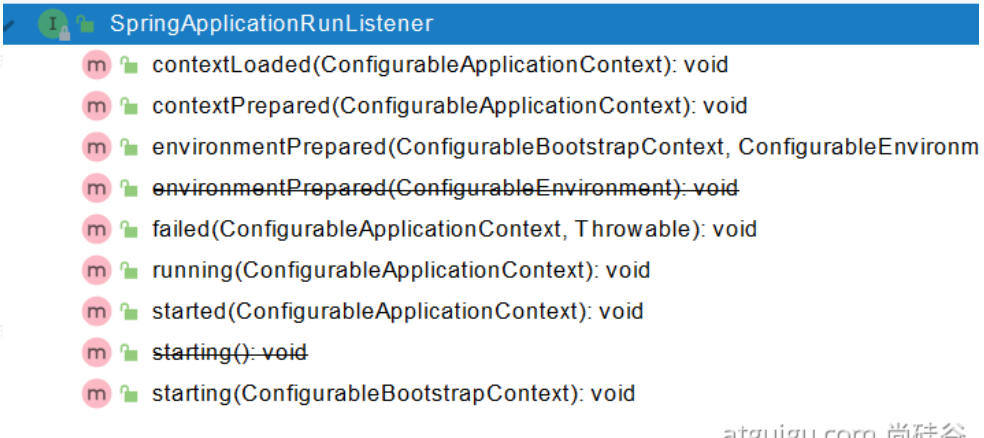 I SpringApplicationRunListener
m contextLoaded(ConfigurableApplicationContext): void
m contextPrepared(ConfigurableApplicationContext): void
m environmentPrepared(ConfigurableBootstrapContext, ConfigurableEnvironm
m environmentPrepared(ConfigurableEnvironment): void
m failed(ConfigurableApplicationContext, Throwable): void
m running(ConfigurableApplicationContext): void
m started(ConfigurableApplicationContext): void
m starting(): void
m starting(ConfigurableBootstrapContext): void
atguigu.com 尚硅谷